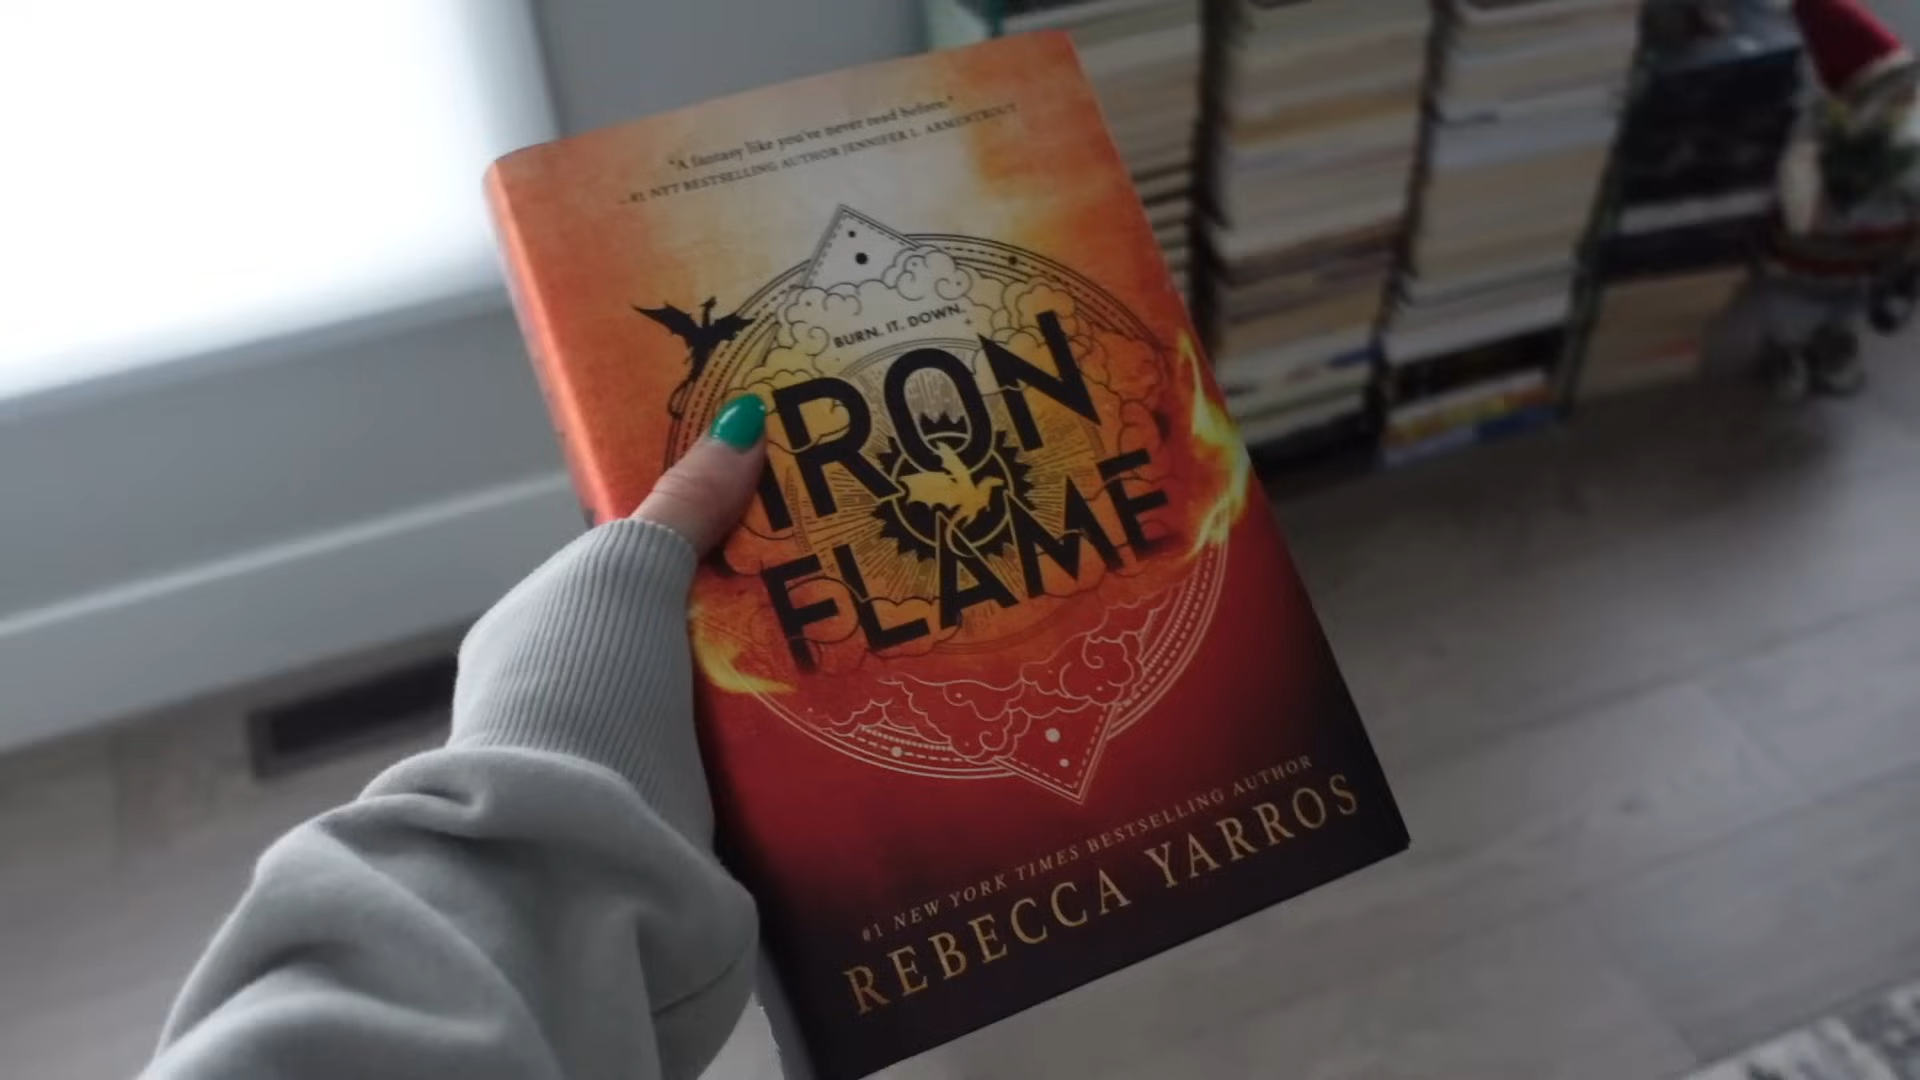 "A fantasy like you've never read before."
—#1 NYT BESTSELLING AUTHOR JENNIFER L. ARMENTROUT
BURN. IT. DOWN.
IRON
FLAME
#1 NEW YORK TIMES BESTSELLING AUTHOR
REBECCA YARROS